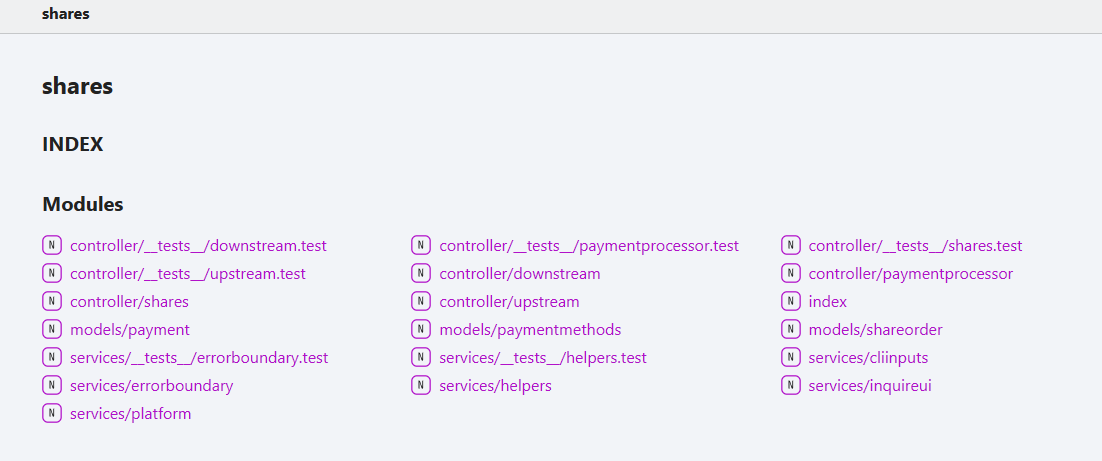 shares
shares
INDEX
Modules
N controller/__tests__/downstream.test N controller/__tests__/paymentprocessor.test N controller/__tests__/shares.test
N controller/__tests__/upstream.test N controller/downstream N controller/paymentprocessor
N controller/shares N controller/upstream N index
N models/payment N models/paymentmethods N models/shareorder
N services/__tests__/errorboundary.test N services/__tests__/helpers.test N services/cliinputs
N services/errorboundary N services/helpers N services/inquireui
N services/platform